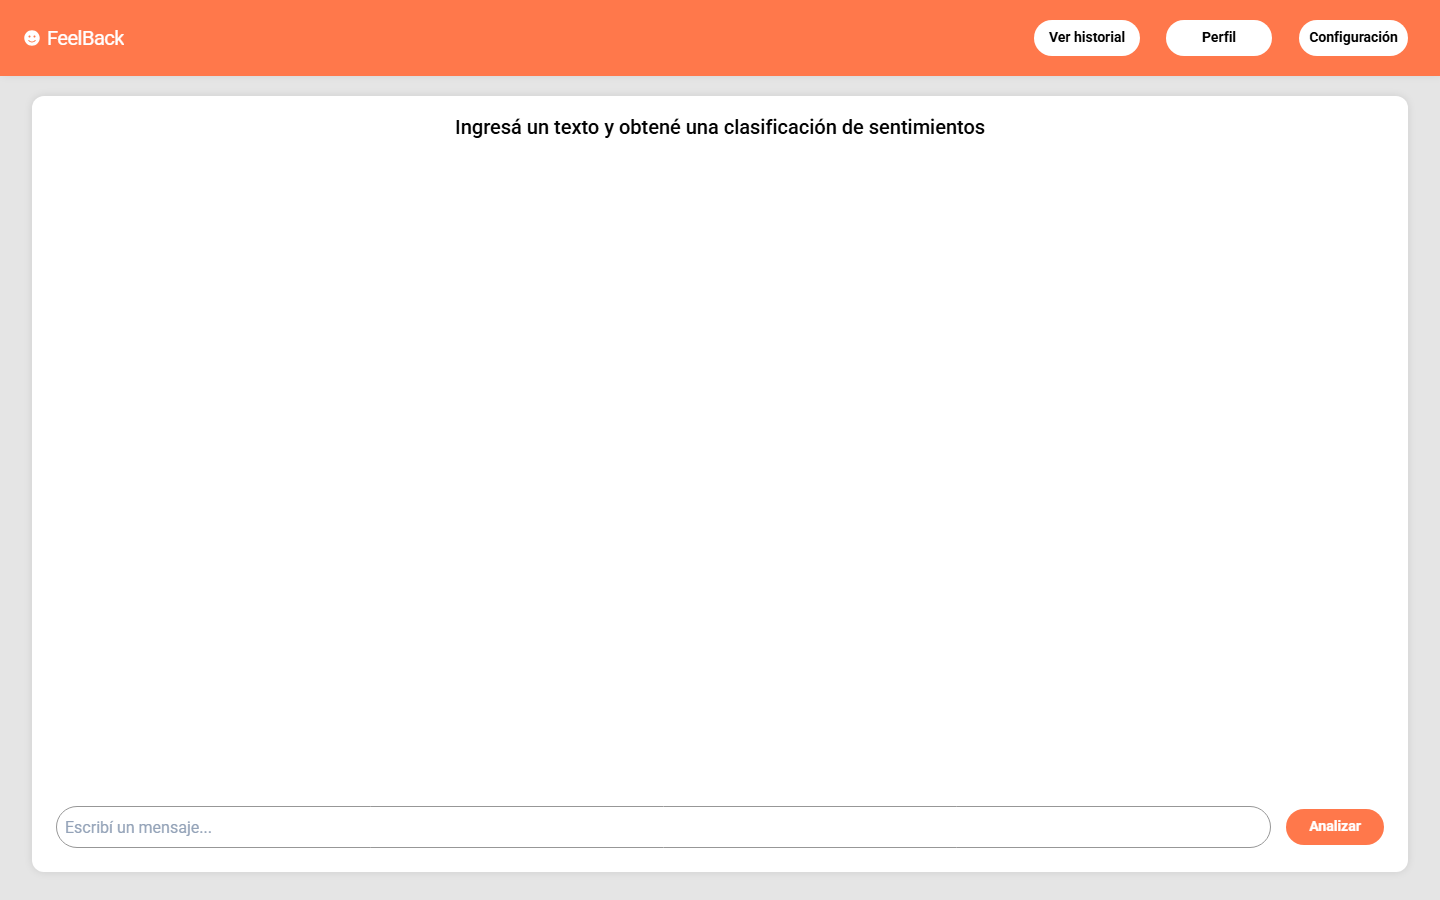 FeelBack
Ver historial
Perfil
Configuración
Ingresá un texto y obtené una clasificación de sentimientos
Escribí un mensaje...
Analizar